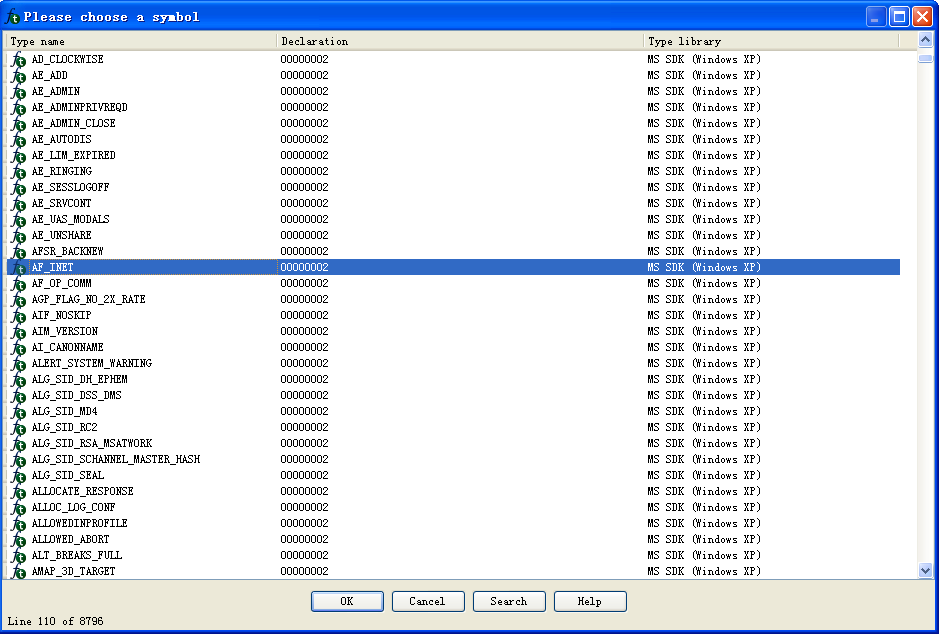 Please choose a symbol
Type name Declaration Type library
AD_CLOCKWISE 00000002 MS SDK (Windows XP)
AE_ADD 00000002 MS SDK (Windows XP)
AE_ADMIN 00000002 MS SDK (Windows XP)
AE_ADMINPRIVREQD 00000002 MS SDK (Windows XP)
AE_ADMIN_CLOSE 00000002 MS SDK (Windows XP)
AE_AUTODIS 00000002 MS SDK (Windows XP)
AE_LIM_EXPIRED 00000002 MS SDK (Windows XP)
AE_RINGING 00000002 MS SDK (Windows XP)
AE_SESSLOGOFF 00000002 MS SDK (Windows XP)
AE_SRVCONT 00000002 MS SDK (Windows XP)
AE_UAS_MODALS 00000002 MS SDK (Windows XP)
AE_UNSHARE 00000002 MS SDK (Windows XP)
AFSR_BACKNEW 00000002 MS SDK (Windows XP)
AF_INET 00000002 MS SDK (Windows XP)
AF_OP_COMM 00000002 MS SDK (Windows XP)
AGP_FLAG_NO_2X_RATE 00000002 MS SDK (Windows XP)
AIF_NOSKIP 00000002 MS SDK (Windows XP)
AIM_VERSION 00000002 MS SDK (Windows XP)
AI_CANONNAME 00000002 MS SDK (Windows XP)
ALERT_SYSTEM_WARNING 00000002 MS SDK (Windows XP)
ALG_SID_DH_EPHEM 00000002 MS SDK (Windows XP)
ALG_SID_DSS_DMS 00000002 MS SDK (Windows XP)
ALG_SID_MD4 00000002 MS SDK (Windows XP)
ALG_SID_RC2 00000002 MS SDK (Windows XP)
ALG_SID_RSA_MSATWORK 00000002 MS SDK (Windows XP)
ALG_SID_SCHANNEL_MASTER_HASH 00000002 MS SDK (Windows XP)
ALG_SID_SEAL 00000002 MS SDK (Windows XP)
ALLOCATE_RESPONSE 00000002 MS SDK (Windows XP)
ALLOC_LOG_CONF 00000002 MS SDK (Windows XP)
ALLOWEDINPROFILE 00000002 MS SDK (Windows XP)
ALLOWED_ABORT 00000002 MS SDK (Windows XP)
ALT_BREAKS_FULL 00000002 MS SDK (Windows XP)
AMAP_3D_TARGET 00000002 MS SDK (Windows XP)
OK Cancel Search Help
Line 110 of 8796